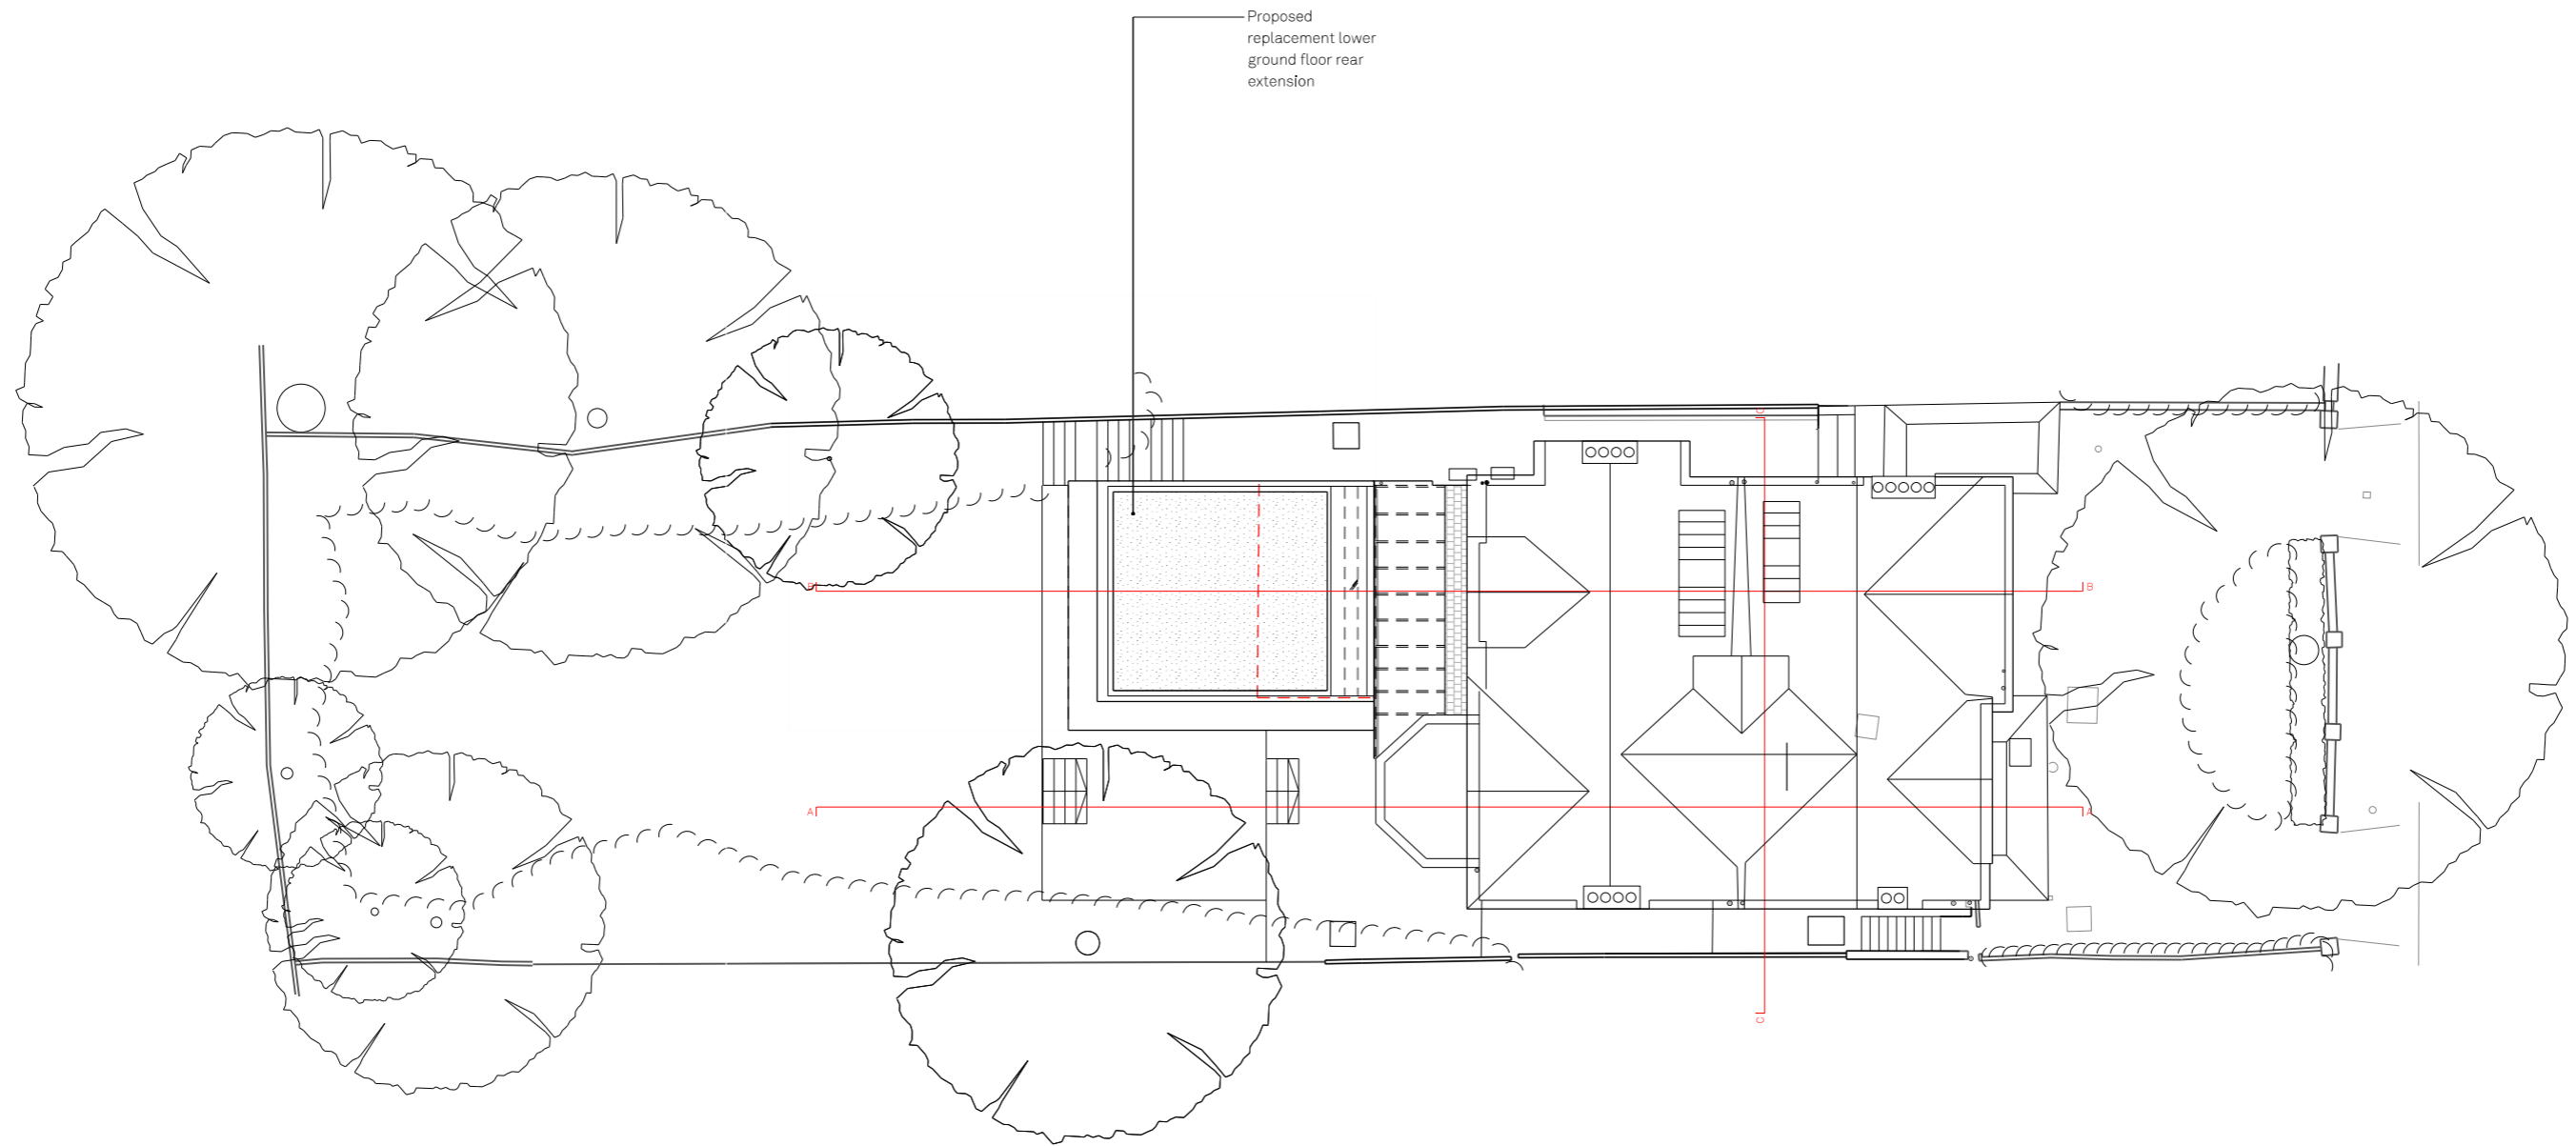 Proposed
replacement lower
ground floor rear
extension
C
B
B
A
A
C